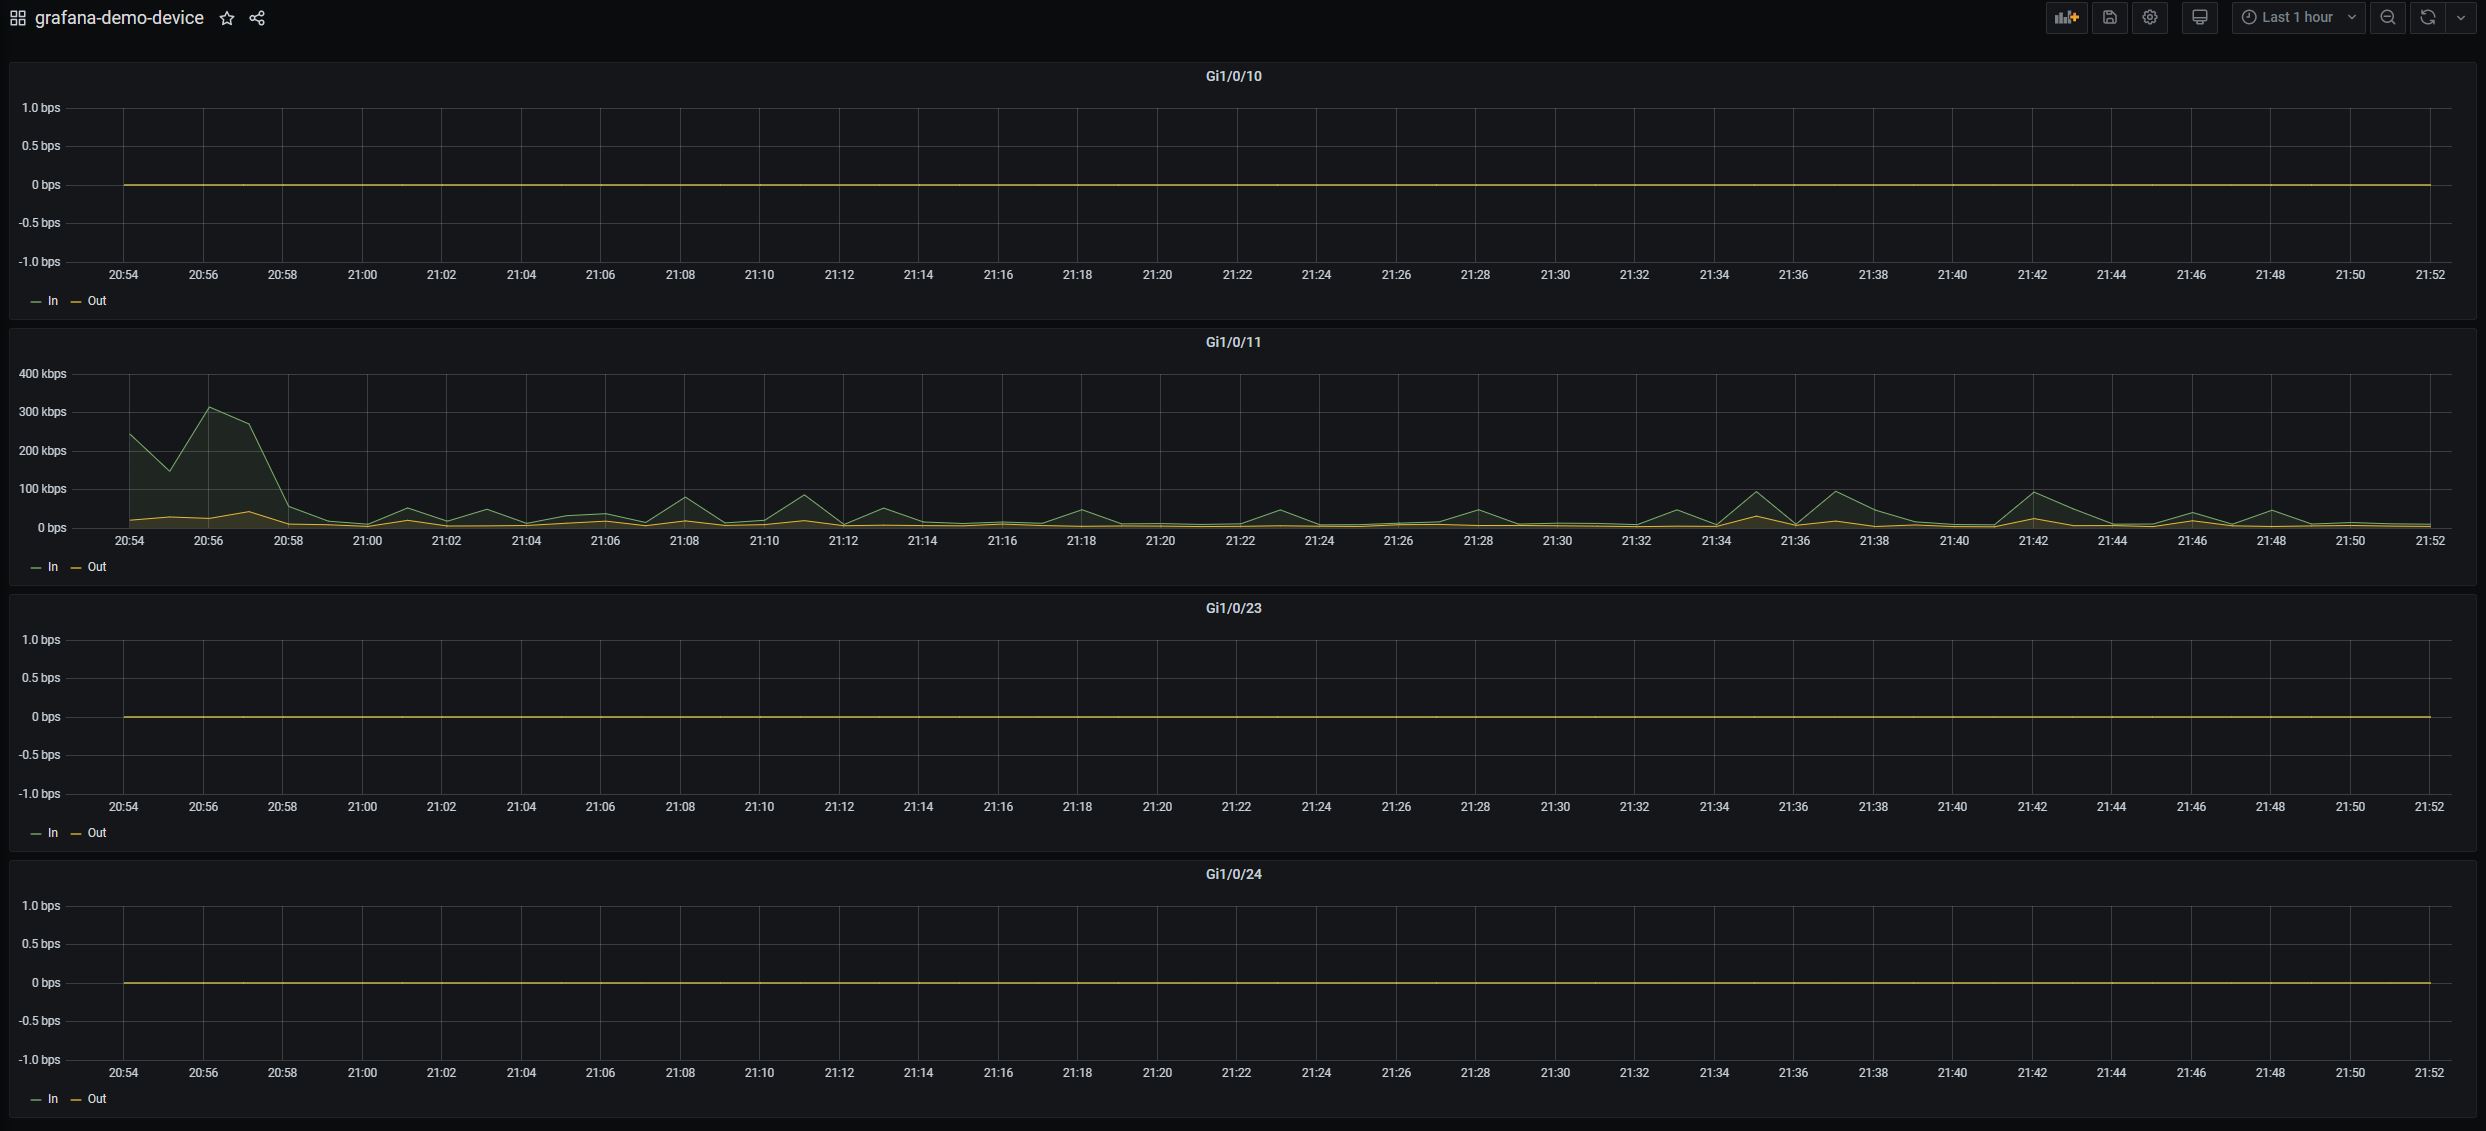 grafana-demo-device
Last 1 hour
Gi1/0/10
1.0 bps
0.5 bps
0 bps
-0.5 bps
-1.0 bps
20:54 20:56 20:58 21:00 21:02 21:04 21:06 21:08 21:10 21:12 21:14 21:16 21:18 21:20 21:22 21:24 21:26 21:28 21:30 21:32 21:34 21:36 21:38 21:40 21:42 21:44 21:46 21:48 21:50 21:52
In Out
Gi1/0/11
400 kbps
300 kbps
200 kbps
100 kbps
0 bps
20:54 20:56 20:58 21:00 21:02 21:04 21:06 21:08 21:10 21:12 21:14 21:16 21:18 21:20 21:22 21:24 21:26 21:28 21:30 21:32 21:34 21:36 21:38 21:40 21:42 21:44 21:46 21:48 21:50 21:52
In Out
Gi1/0/23
1.0 bps
0.5 bps
0 bps
-0.5 bps
-1.0 bps
20:54 20:56 20:58 21:00 21:02 21:04 21:06 21:08 21:10 21:12 21:14 21:16 21:18 21:20 21:22 21:24 21:26 21:28 21:30 21:32 21:34 21:36 21:38 21:40 21:42 21:44 21:46 21:48 21:50 21:52
In Out
Gi1/0/24
1.0 bps
0.5 bps
0 bps
-0.5 bps
-1.0 bps
20:54 20:56 20:58 21:00 21:02 21:04 21:06 21:08 21:10 21:12 21:14 21:16 21:18 21:20 21:22 21:24 21:26 21:28 21:30 21:32 21:34 21:36 21:38 21:40 21:42 21:44 21:46 21:48 21:50 21:52
In Out